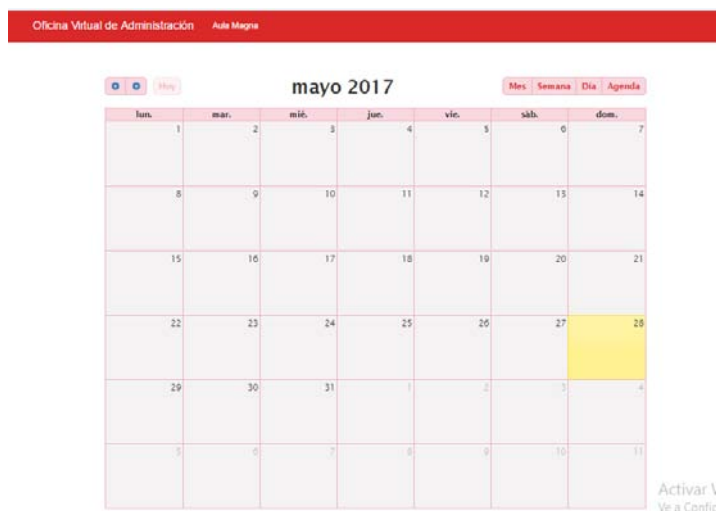 Oficina Virtual de Administración Aula Magna
Hoy mayo 2017 Mes Semana Día Agenda
lun. mar. mié. jue. vie. sáb. dom.
1 2 3 4 5 6 7
8 9 10 11 12 13 14
15 16 17 18 19 20 21
22 23 24 25 26 27 28
29 30 31 1 2 3 4
5 6 7 8 9 10 11
Activar
Ve a Config